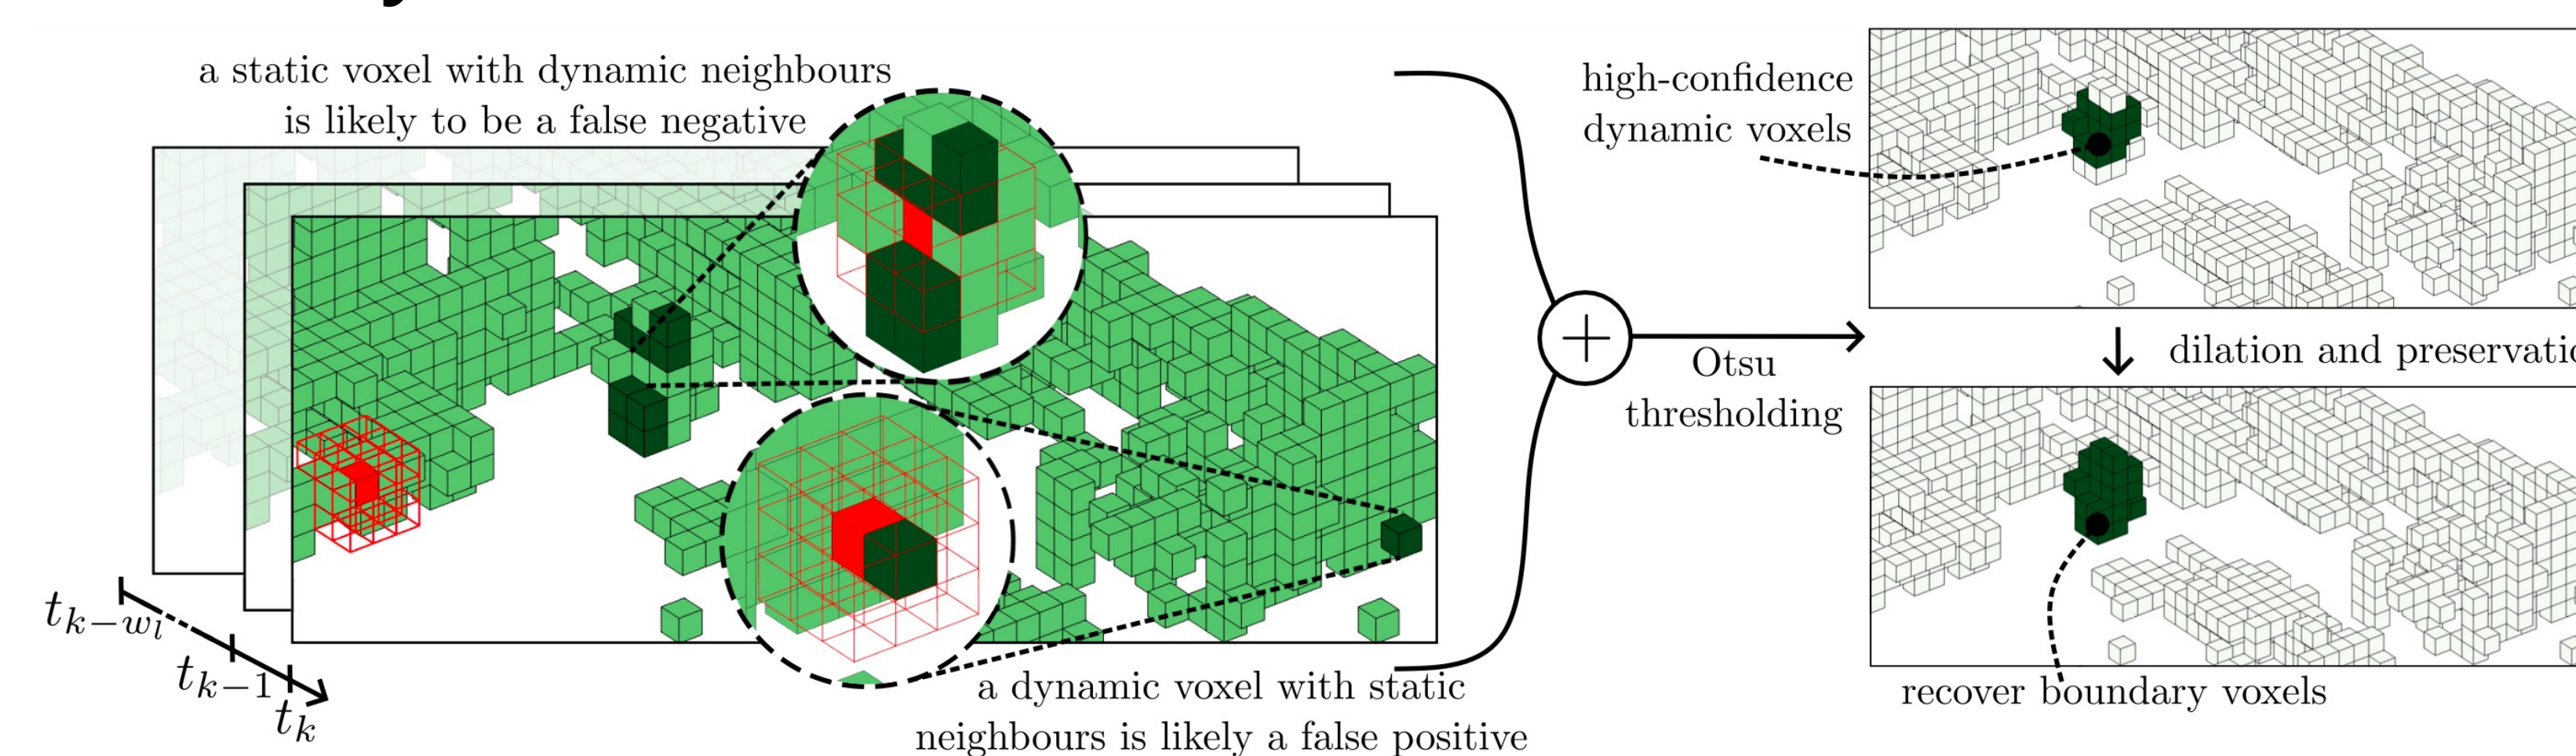 a static voxel with dynamic neighbours
is likely to be a false negative
high-confidence
dynamic voxels
Otsu
thresholding
dilation and
recover boundary voxels
a dynamic voxel with static
neighbours is likely a false positive
t_{k-w_l}
t_{k-1}
t_k